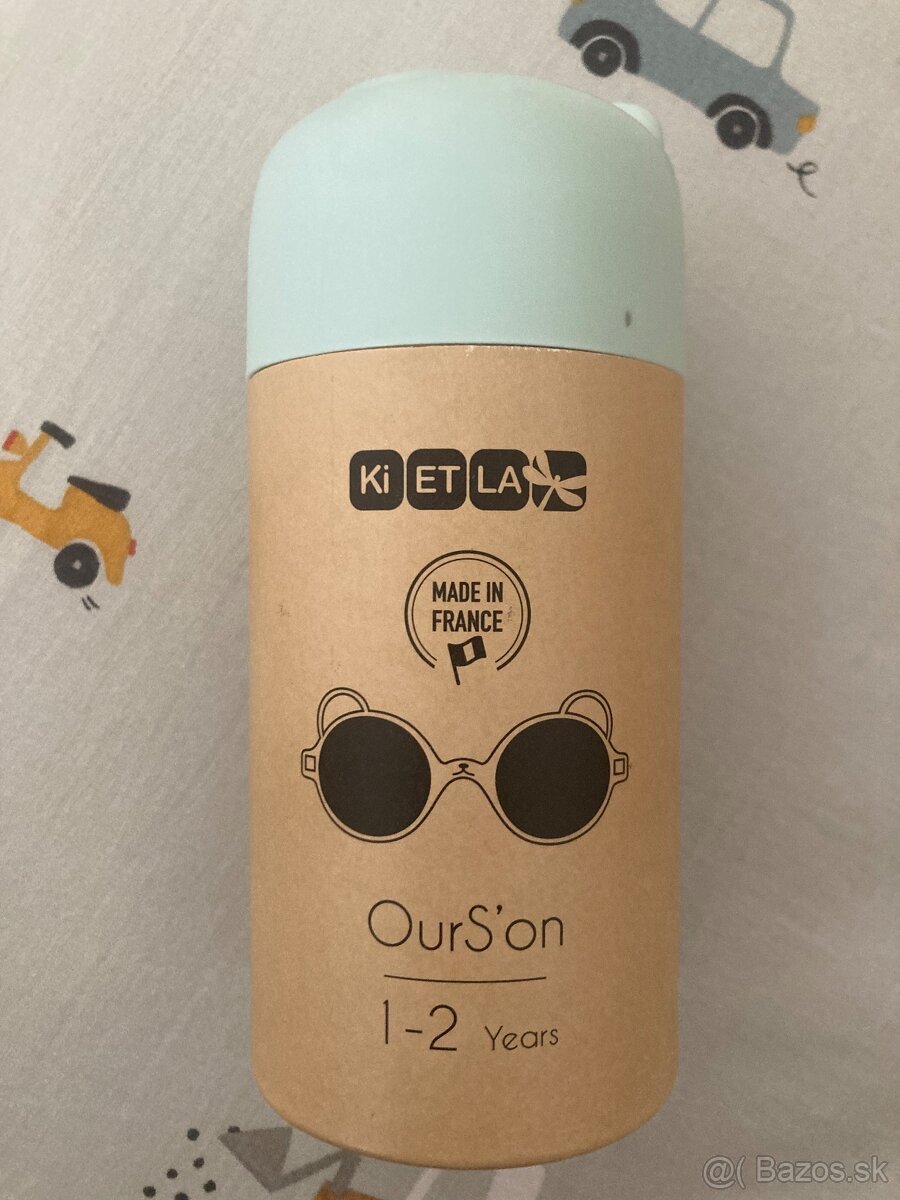 Ki ET LA
MADE IN
FRANCE
OurS'on
1-2 Years
@( Bazos.sk